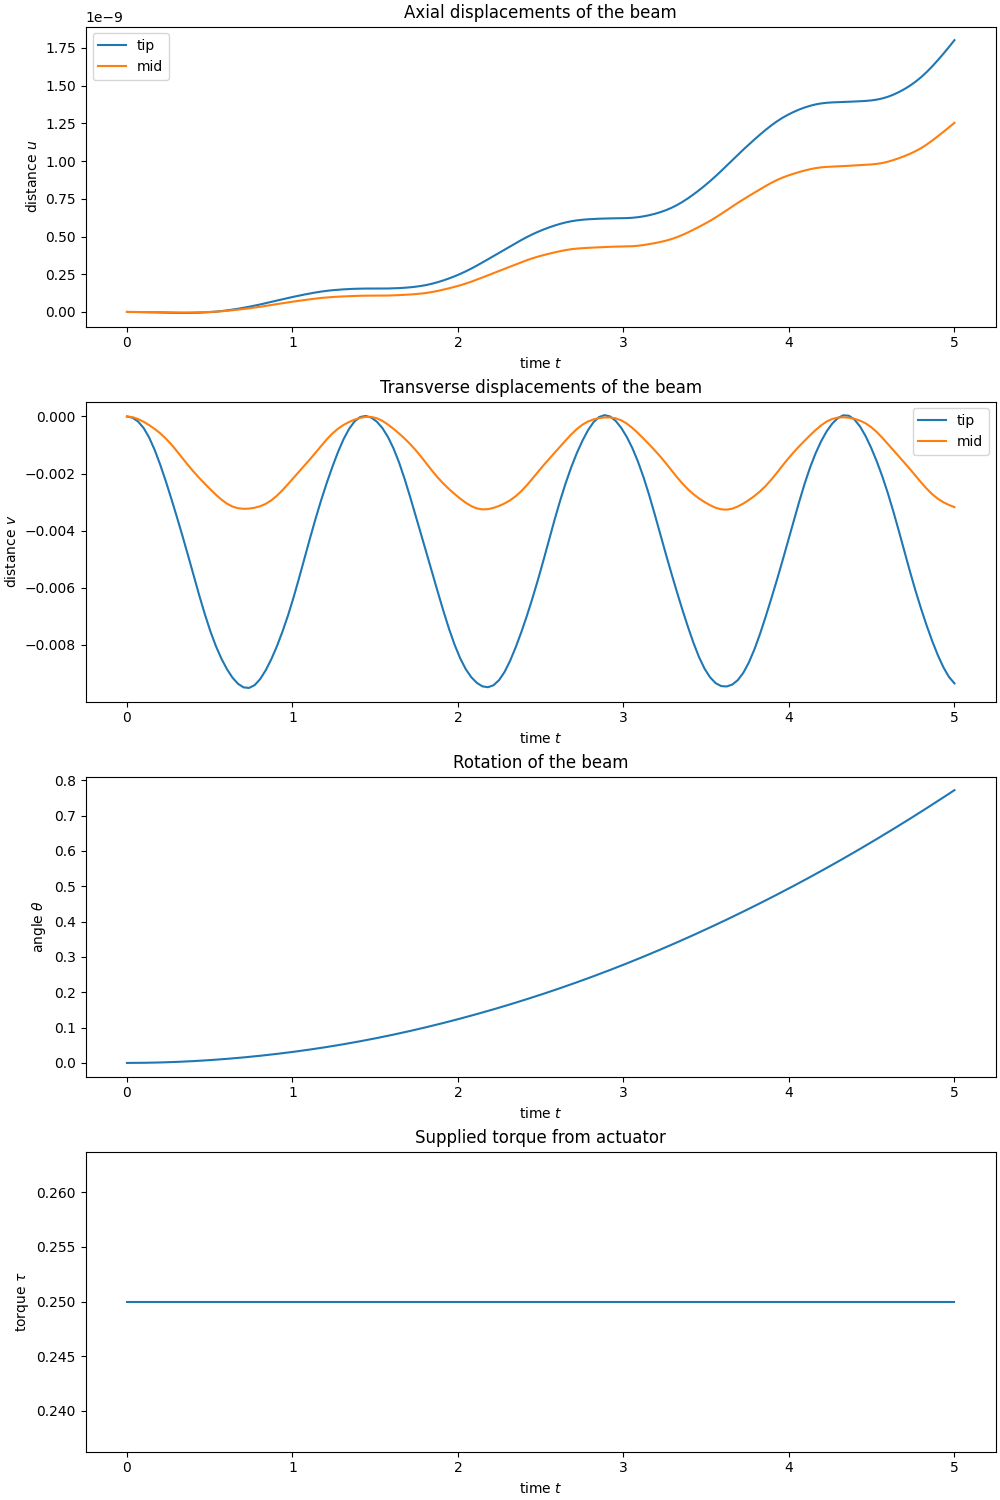 Axial displacements of the beam
1e−9
tip
mid
1.75
1.50
1.25
1.00
0.75
0.50
0.25
0.00
distance u
0 1 2 3 4 5
time t
Transverse displacements of the beam
tip
mid
0.000
−0.002
−0.004
−0.006
−0.008
distance v
0 1 2 3 4 5
time t
Rotation of the beam
0.8
0.7
0.6
0.5
0.4
0.3
0.2
0.1
0.0
angle θ
0 1 2 3 4 5
time t
Supplied torque from actuator
0.260
0.255
0.250
0.245
0.240
torque τ
0 1 2 3 4 5
time t